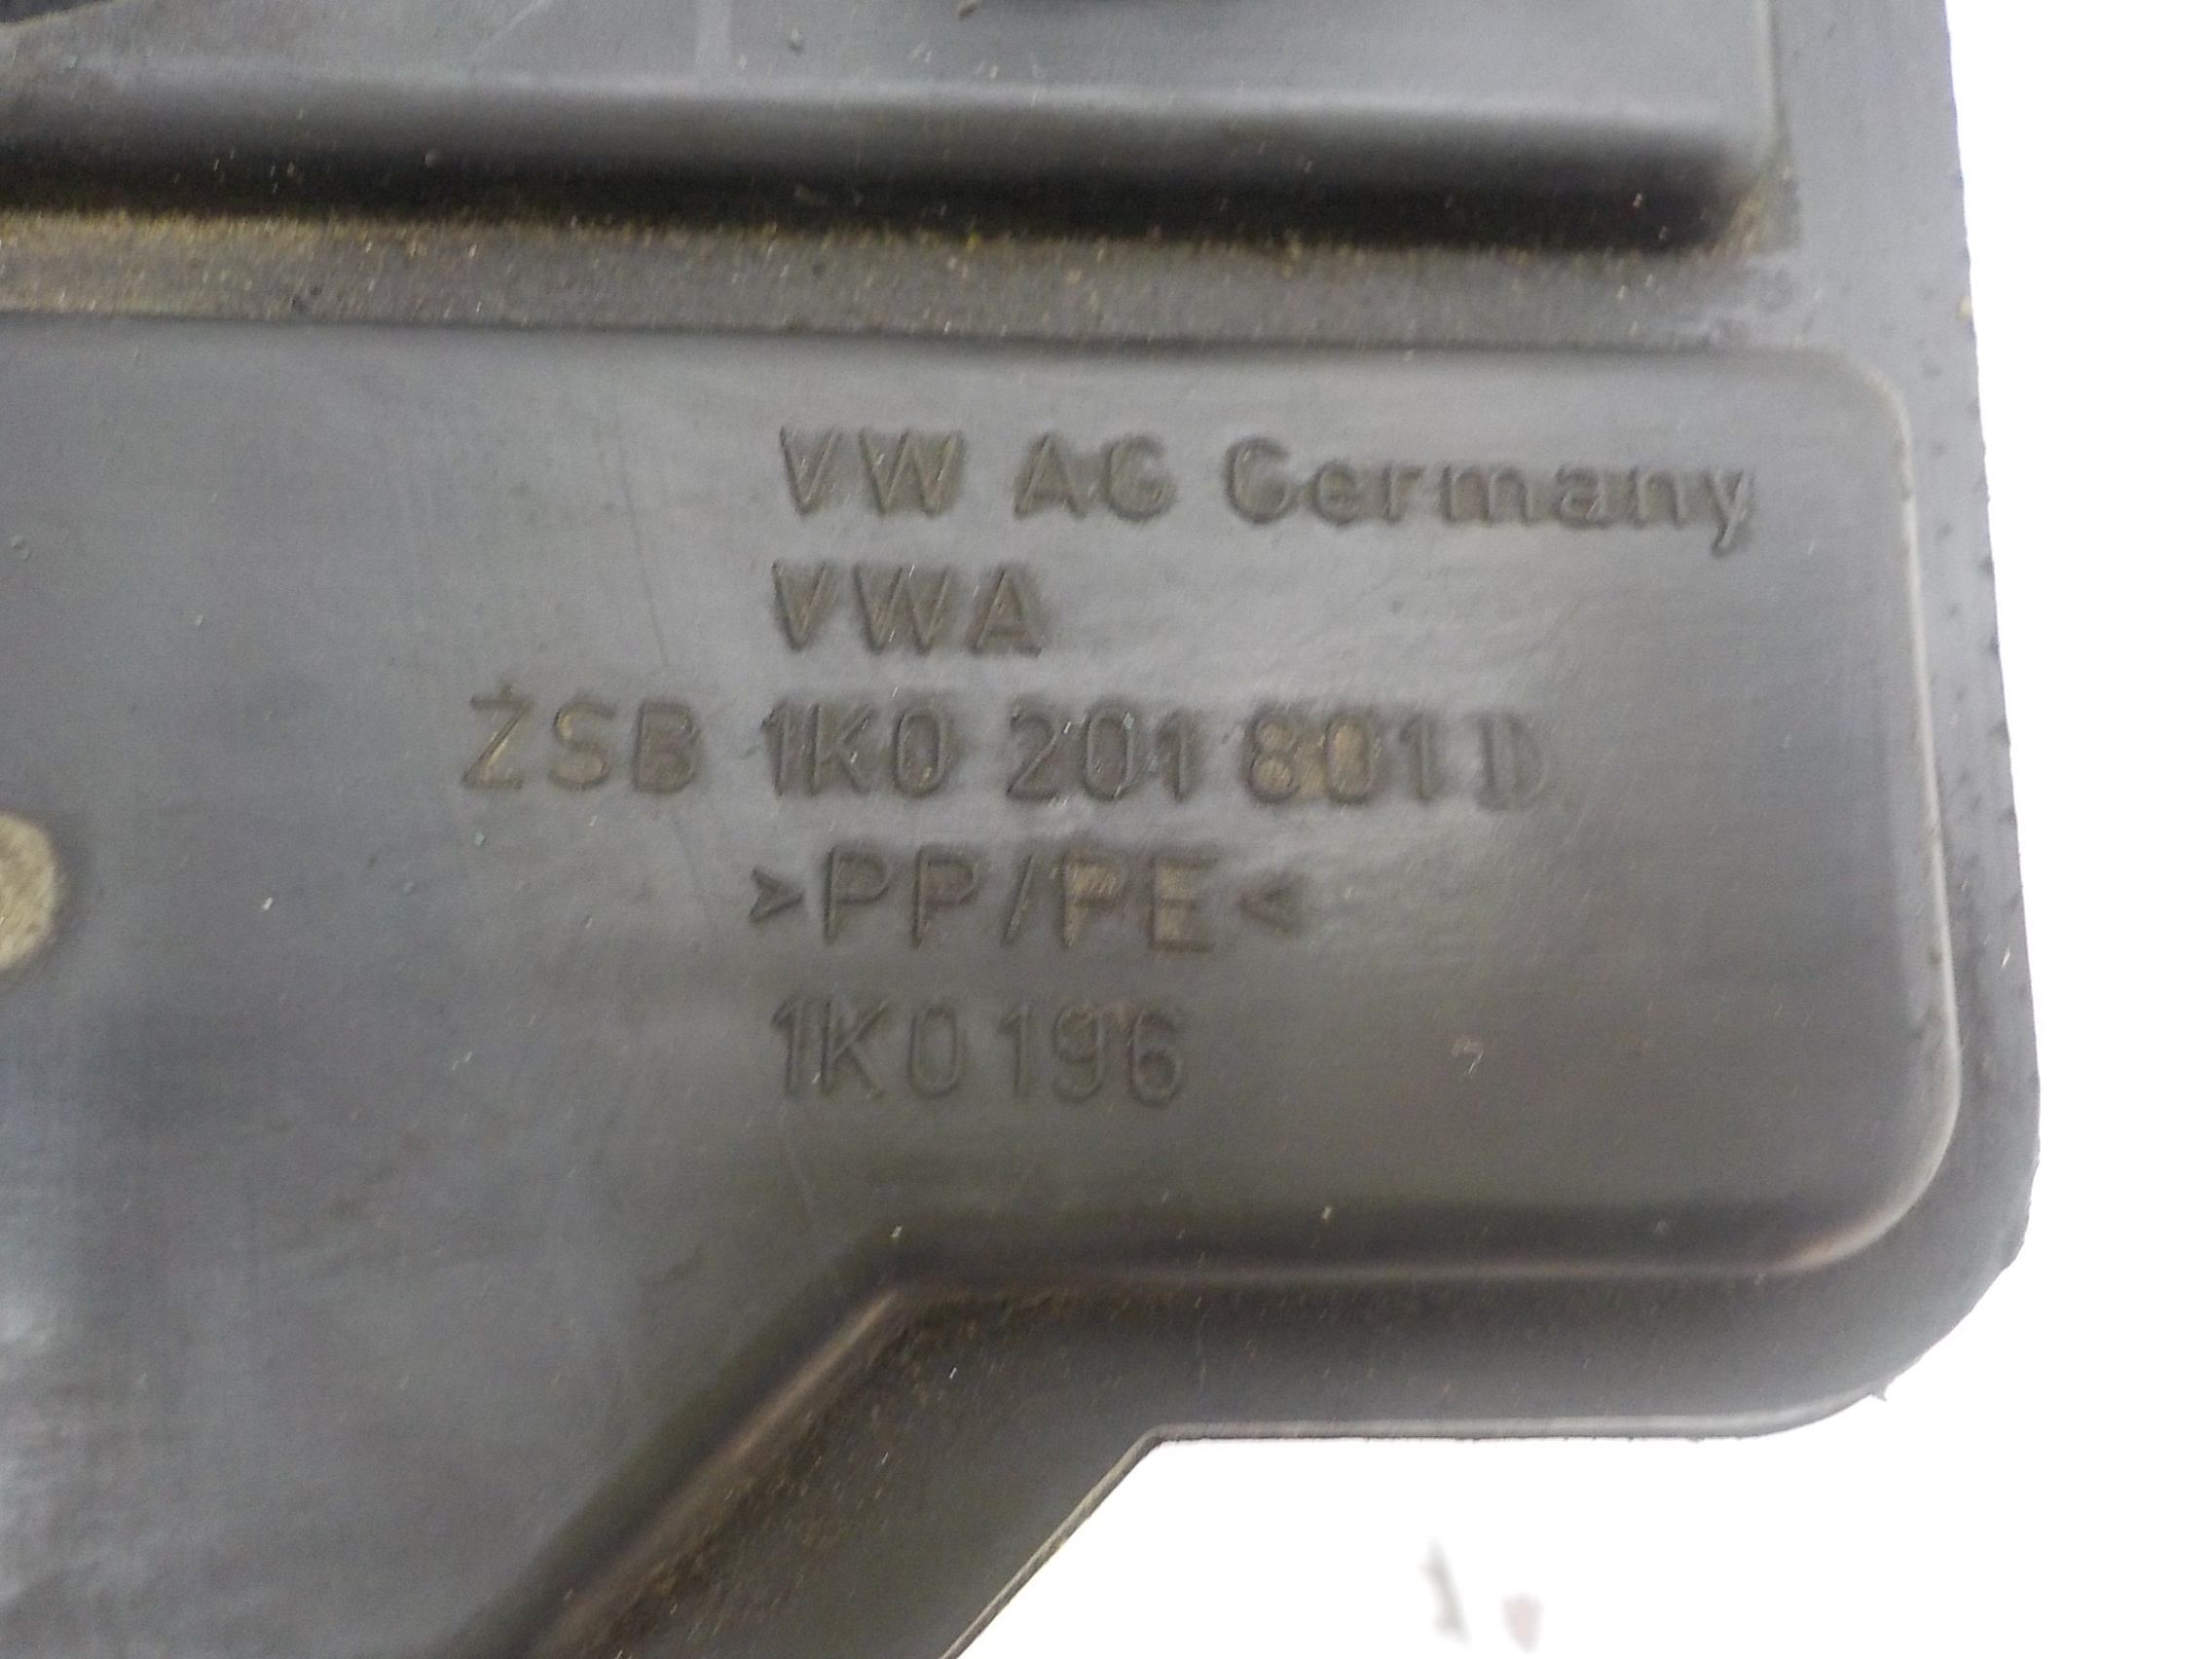 VW AG Germany
VWA
ZSB 1K0 201 801 D
>PP/PE<
1K0196